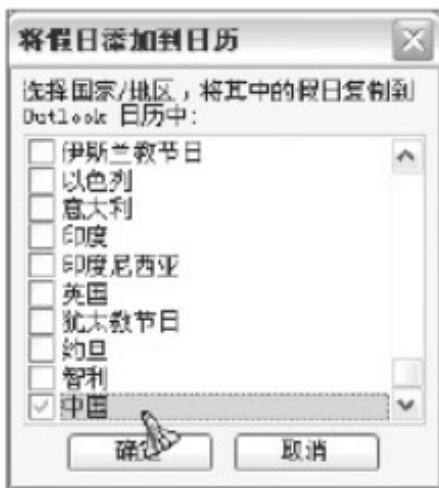 将假日添加到日历
选择国家/地区，将其中的假日复制到
Outlook 日历中:
伊斯兰教节日
以色列
意大利
印度
印度尼西亚
英国
犹太教节日
约旦
智利
中国
确定
取消